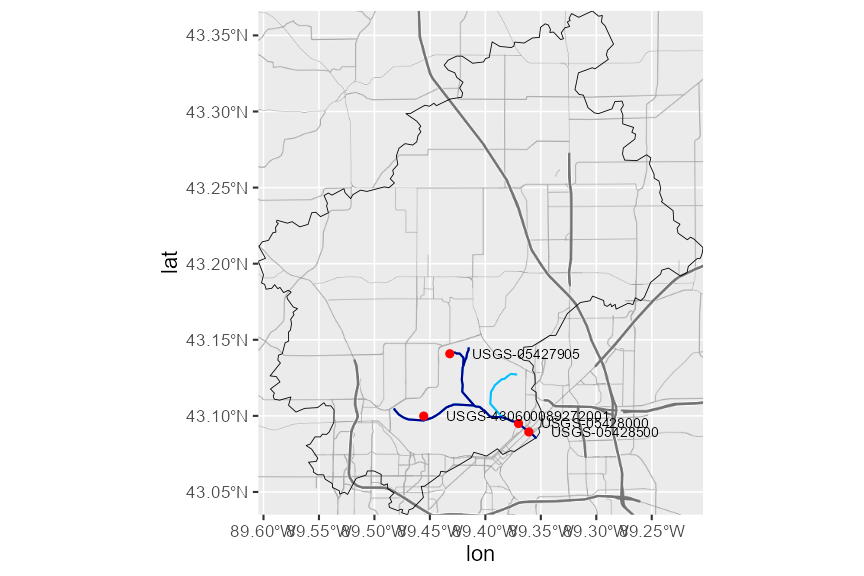 43.35°N
43.30°N
43.25°N
43.20°N
43.15°N
43.10°N
43.05°N
lat
USGS-05427905
USGS-430600089272001
USGS-05428000
USGS-05428500
89.60°W
89.55°W
89.50°W
89.45°W
89.40°W
89.35°W
89.30°W
89.25°W
lon